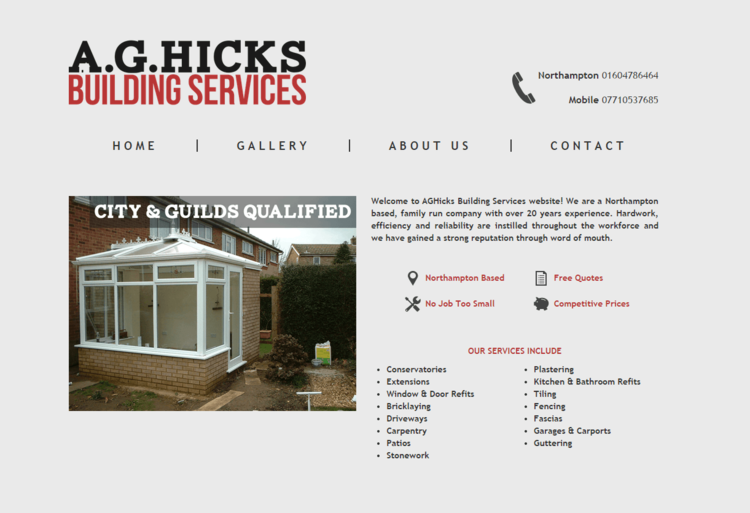 A.G.HICKS
BUILDING SERVICES
Northampton 01604786464
Mobile 07710537685
HOME | GALLERY | ABOUT US | CONTACT
CITY & GUILDS QUALIFIED
Welcome to AGHicks Building Services website! We are a Northampton
based, family run company with over 20 years experience. Hardwork,
efficiency and reliability are instilled throughout the workforce and
we have gained a strong reputation through word of mouth.
Northampton Based
Free Quotes
No Job Too Small
Competitive Prices
OUR SERVICES INCLUDE
• Conservatories
• Extensions
• Window & Door Refits
• Bricklaying
• Driveways
• Carpentry
• Patios
• Stonework
• Plastering
• Kitchen & Bathroom Refits
• Tiling
• Fencing
• Fascias
• Garages & Carports
• Guttering